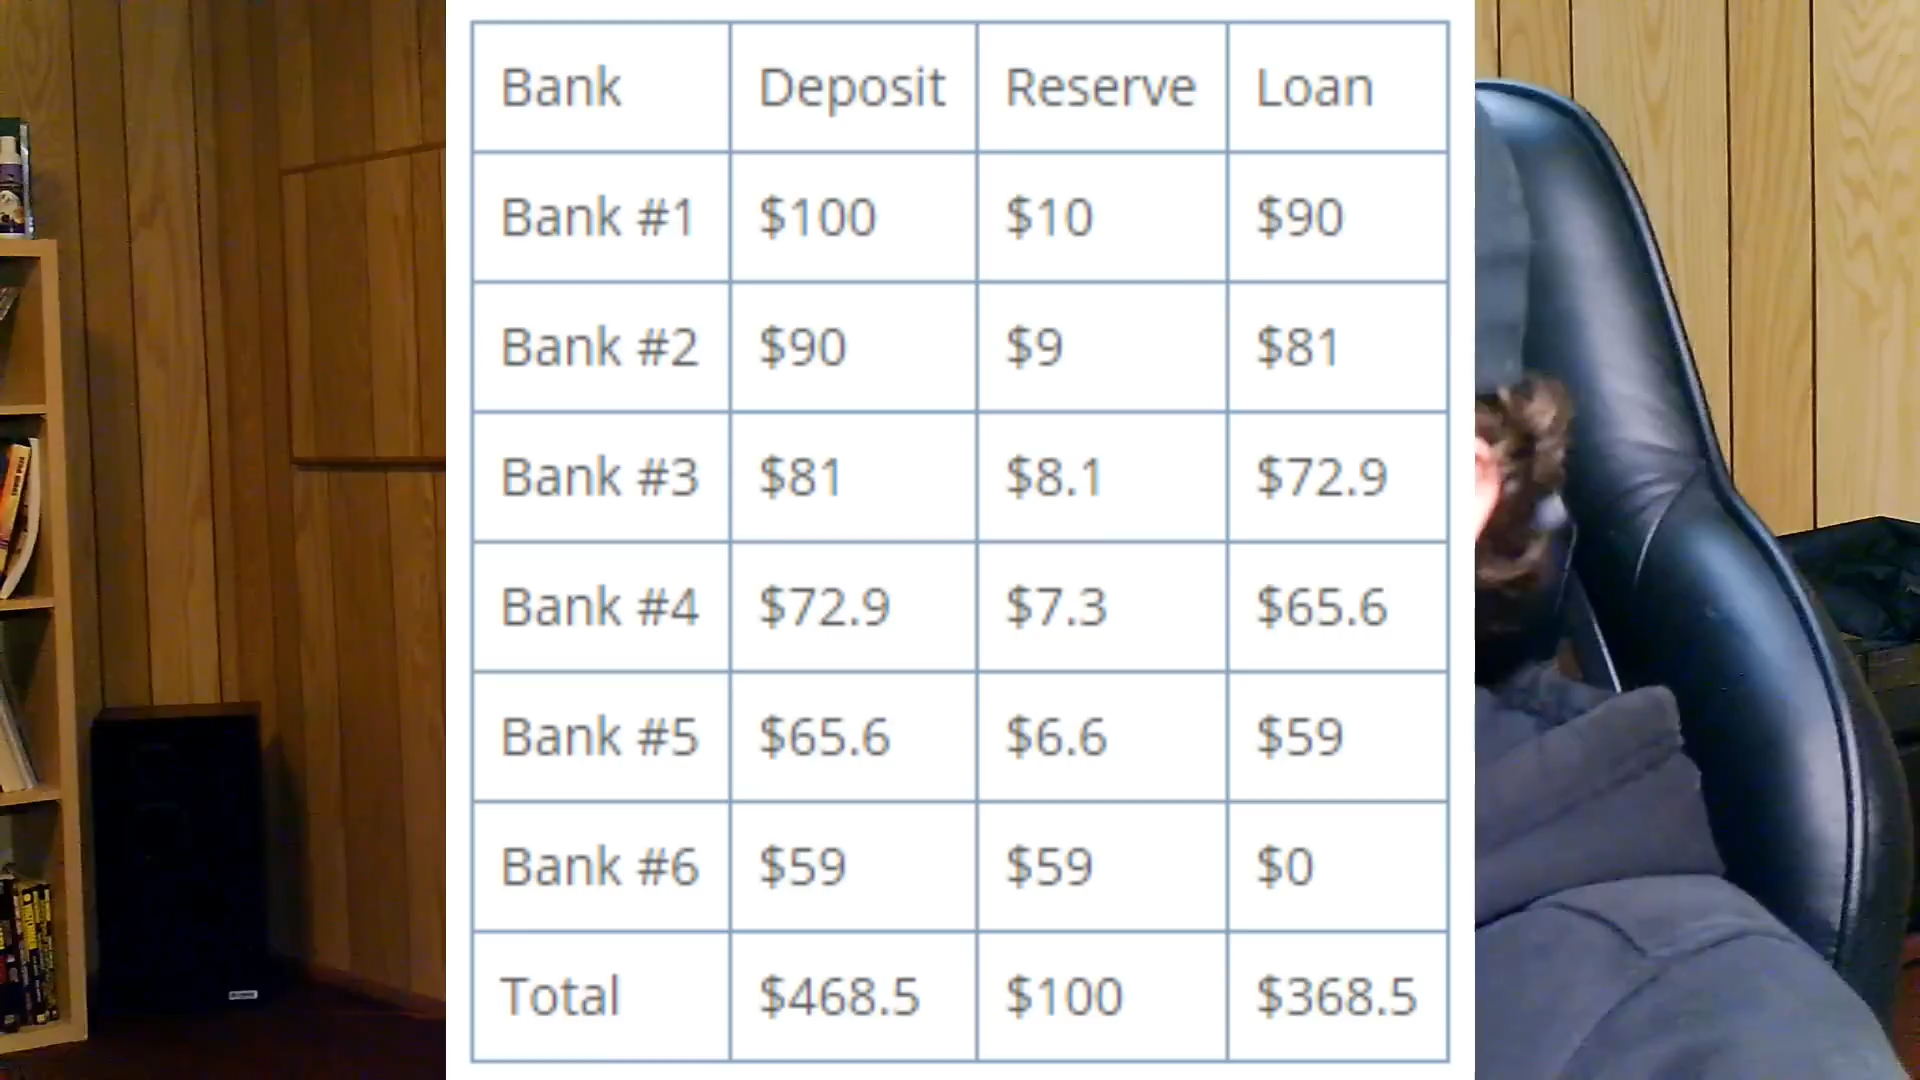 Bank Deposit Reserve Loan
Bank #1 $100 $10 $90
Bank #2 $90 $9 $81
Bank #3 $81 $8.1 $72.9
Bank #4 $72.9 $7.3 $65.6
Bank #5 $65.6 $6.6 $59
Bank #6 $59 $59 $0
Total $468.5 $100 $368.5